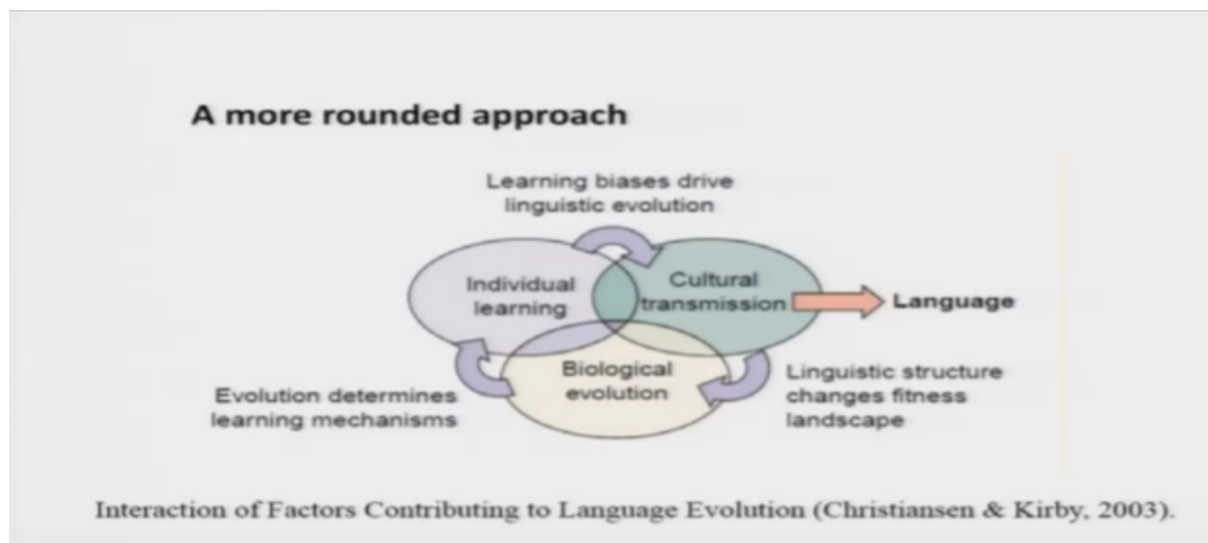 A more rounded approach
Learning biases drive
linguistic evolution
Individual
learning
Cultural
transmission
Language
Biological
evolution
Evolution determines
learning mechanisms
Linguistic structure
changes fitness
landscape
Interaction of Factors Contributing to Language Evolution (Christiansen & Kirby, 2003).